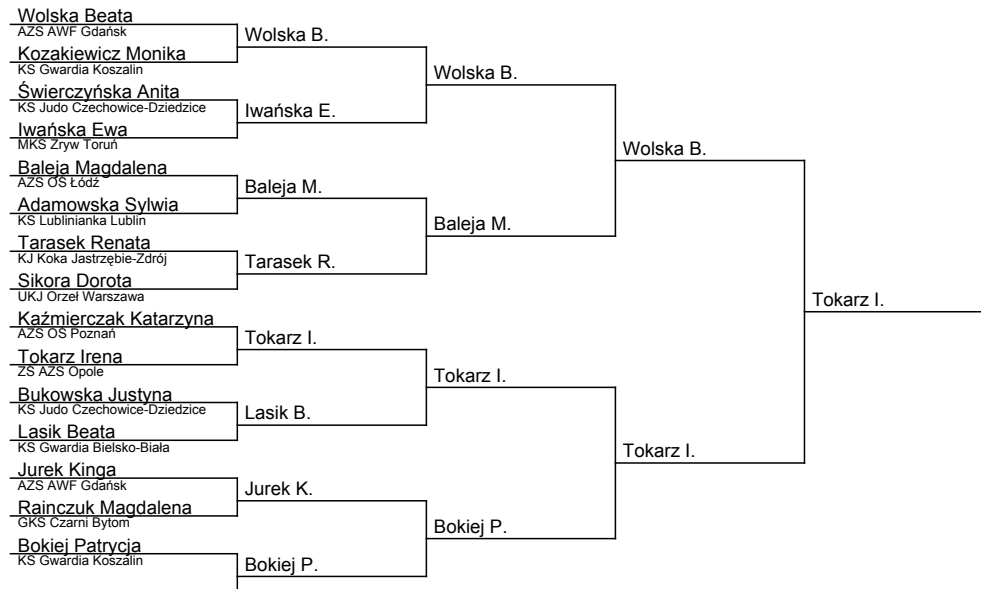 Wolska Beata
AZS AWF Gdańsk
Wolska B.
Kozakiewicz Monika
KS Gwardia Koszalin
Wolska B.
Świerczyńska Anita
KS Judo Czechowice-Dziedzice
Iwańska E.
Iwańska Ewa
MKS Zryw Toruń
Wolska B.
Baleja Magdalena
AZS OŚ Łódź
Baleja M.
Adamowska Sylwia
KS Lublinianka Lublin
Baleja M.
Tarasek Renata
KJ Koka Jastrzębie-Zdrój
Tarasek R.
Sikora Dorota
UKJ Orzeł Warszawa
Tokarz I.
Kaźmierczak Katarzyna
AZS OŚ Poznań
Tokarz I.
Tokarz Irena
ZS AZS Opole
Tokarz I.
Bukowska Justyna
KS Judo Czechowice-Dziedzice
Lasik B.
Lasik Beata
KS Gwardia Bielsko-Biała
Tokarz I.
Jurek Kinga
AZS AWF Gdańsk
Jurek K.
Rainczuk Magdalena
GKS Czarni Bytom
Bokiej P.
Bokiej Patrycja
KS Gwardia Koszalin
Bokiej P.